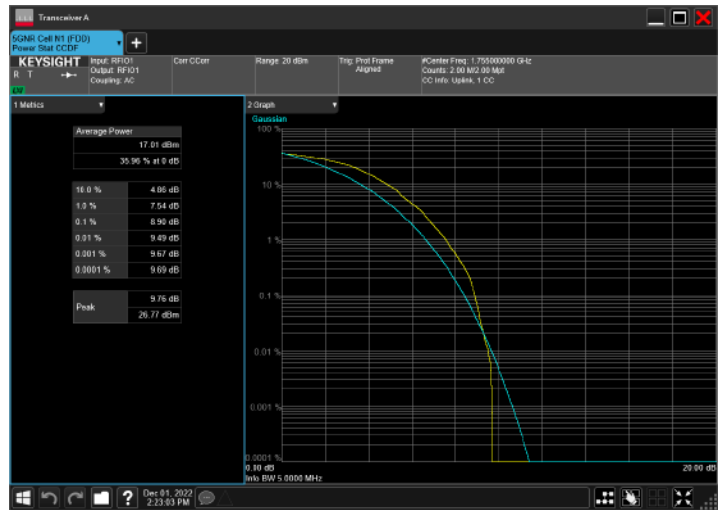 Transceiver A
5GNR Cell N1 (FDD)
Power Stat CCDF
KEYSIGHT
R T
Input: RFIO1
Output: RFIO1
Coupling: AC
Corr CCorr
Range: 20 dBm
Trig: Prot Frame
Aligned
#Center Freq: 1.755000000 GHz
Counts: 2.00 M/2.00 Mpt
CC Info: Uplink, 1 CC
1 Metrics
Average Power
17.01 dBm
35.96 % at 0 dB
10.0 % 4.86 dB
1.0 % 7.54 dB
0.1 % 8.90 dB
0.01 % 9.49 dB
0.001 % 9.67 dB
0.0001 % 9.69 dB
Peak
9.76 dB
26.77 dBm
2 Graph
Gaussian
100 %
10 %
1 %
0.1 %
0.01 %
0.001 %
0.0001 %
0.00 dB
20.00 dB
Info BW 5.0000 MHz
?
Dec 01, 2022
2:23:03 PM